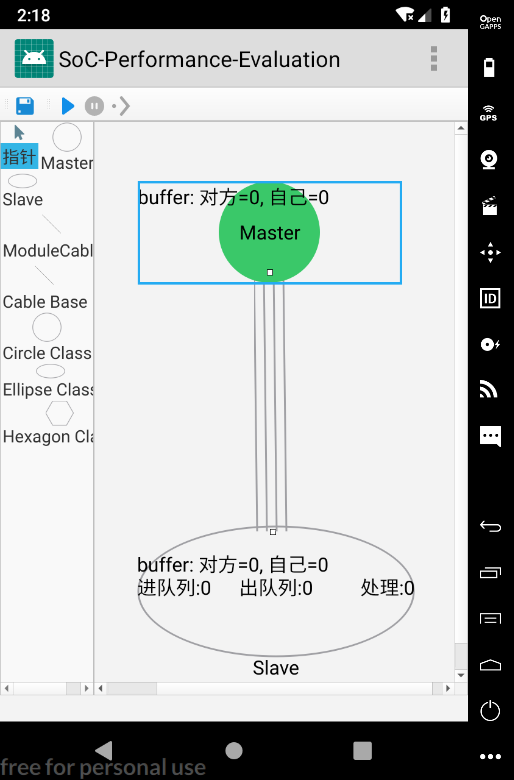 2:18
Open
GAPPS
SoC-Performance-Evaluation
GPS
指针
Master
Slave
ModuleCabl
Cable Base
Circle Class
Ellipse Clas
Hexagon Cla
buffer: 对方=0, 自己=0
Master
ID
buffer: 对方=0, 自己=0
进队列:0 出队列:0 处理:0
Slave
free for personal use